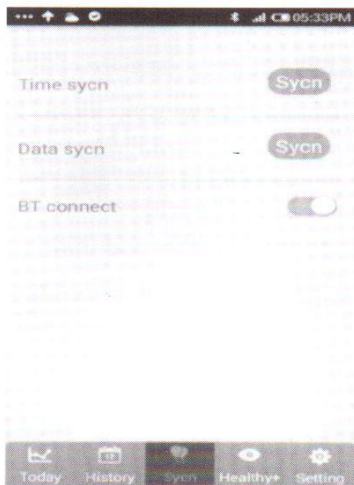 05:33PM
Time sycn Sycn
Data sycn Sycn
BT connect
Today History Sycn Healthy+ Setting